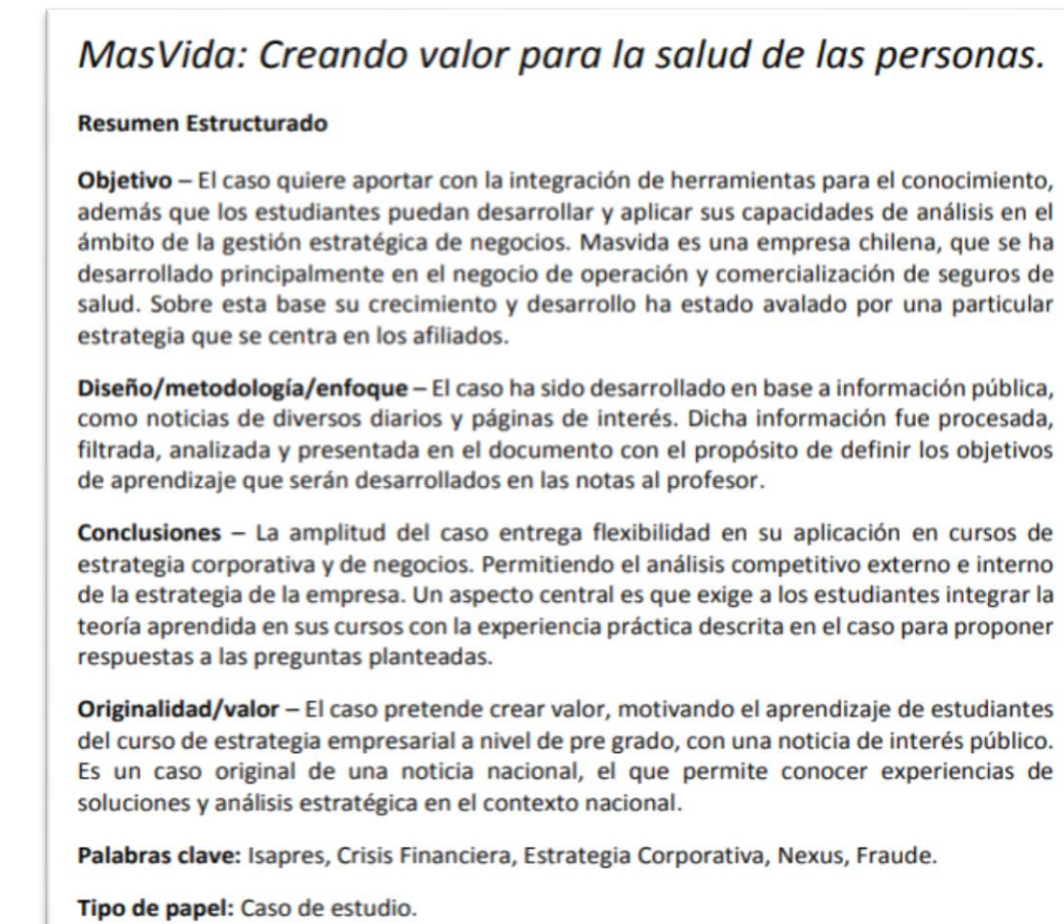 MasVida: Creando valor para la salud de las personas.
Resumen Estructurado
Objetivo – El caso quiere aportar con la integración de herramientas para el conocimiento,
además que los estudiantes puedan desarrollar y aplicar sus capacidades de análisis en el
ámbito de la gestión estratégica de negocios. Masvida es una empresa chilena, que se ha
desarrollado principalmente en el negocio de operación y comercialización de seguros de
salud. Sobre esta base su crecimiento y desarrollo ha estado avalado por una particular
estrategia que se centra en los afiliados.
Diseño/metodología/enfoque – El caso ha sido desarrollado en base a información pública,
como noticias de diversos diarios y páginas de interés. Dicha información fue procesada,
filtrada, analizada y presentada en el documento con el propósito de definir los objetivos
de aprendizaje que serán desarrollados en las notas al profesor.
Conclusiones – La amplitud del caso entrega flexibilidad en su aplicación en cursos de
estrategia corporativa y de negocios. Permitiendo el análisis competitivo externo e interno
de la estrategia de la empresa. Un aspecto central es que exige a los estudiantes integrar la
teoría aprendida en sus cursos con la experiencia práctica descrita en el caso para proponer
respuestas a las preguntas planteadas.
Originalidad/valor – El caso pretende crear valor, motivando el aprendizaje de estudiantes
del curso de estrategia empresarial a nivel de pre grado, con una noticia de interés público.
Es un caso original de una noticia nacional, el que permite conocer experiencias de
soluciones y análisis estratégica en el contexto nacional.
Palabras clave: Isapres, Crisis Financiera, Estrategia Corporativa, Nexus, Fraude.
Tipo de papel: Caso de estudio.